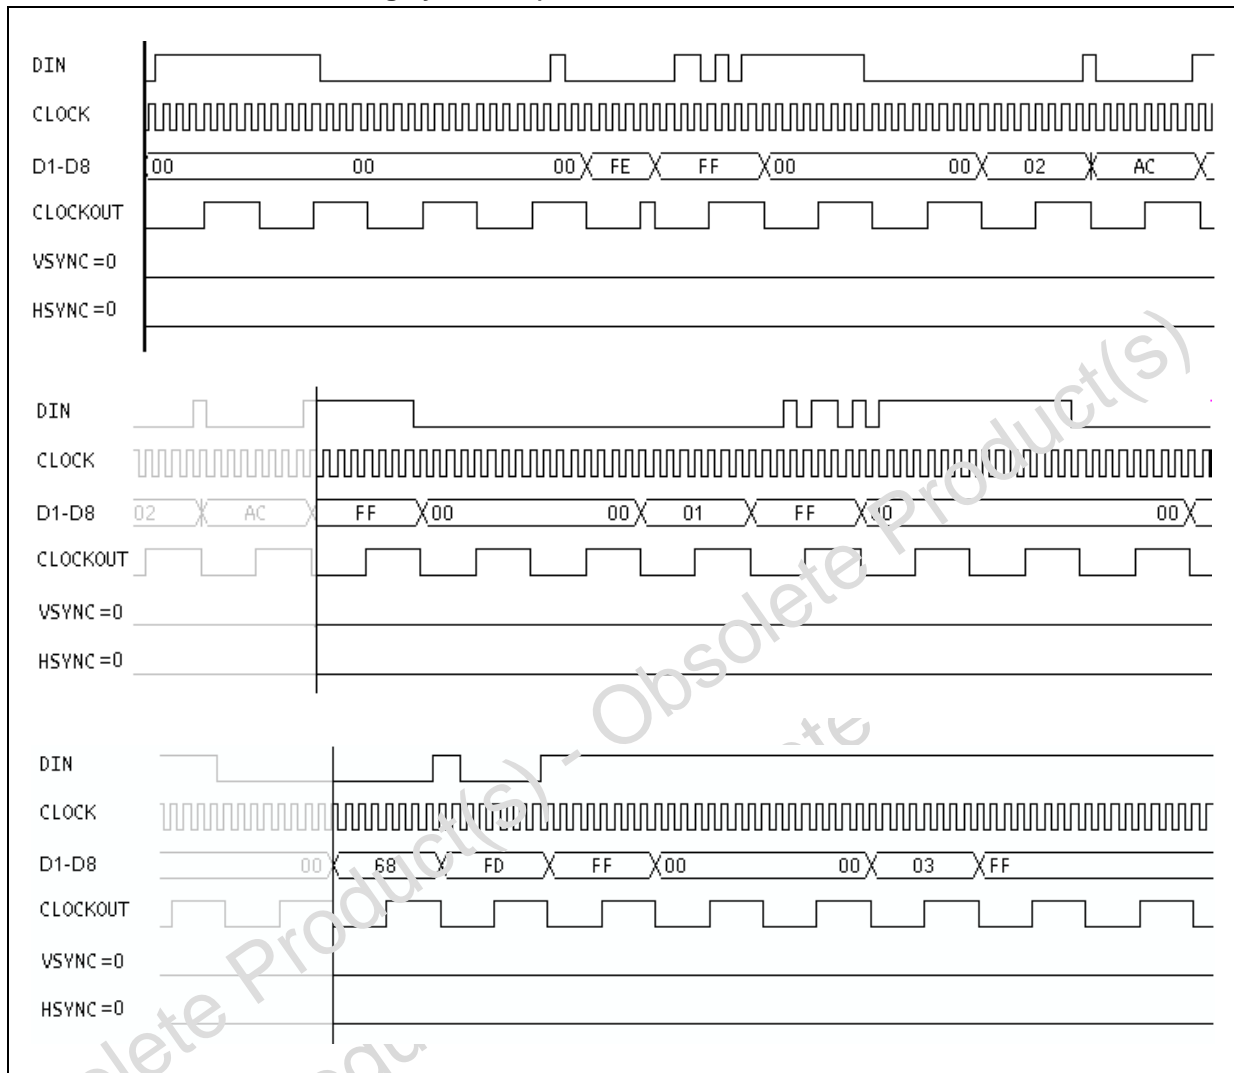 DIN
CLOCK
D1-D8 00 00 00 FE FF 00 00 02 AC
CLOCKOUT
VSYNC=0
HSYNC=0
DIN
CLOCK
D1-D8 02 AC FF 00 00 01 FF 00 00
CLOCKOUT
VSYNC=0
HSYNC=0
DIN
CLOCK
D1-D8 00 68 FD FF 00 00 03 FF
CLOCKOUT
VSYNC=0
HSYNC=0
Obsolete Product(s) - Obsolete Product(s)